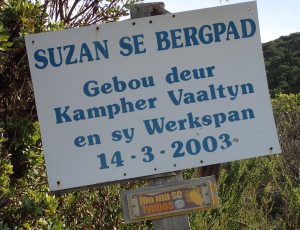 SUZAN SE BERGPAD
Gebou deur
Kampher Vaaltyn
en sy Werkspan
14-3-2003